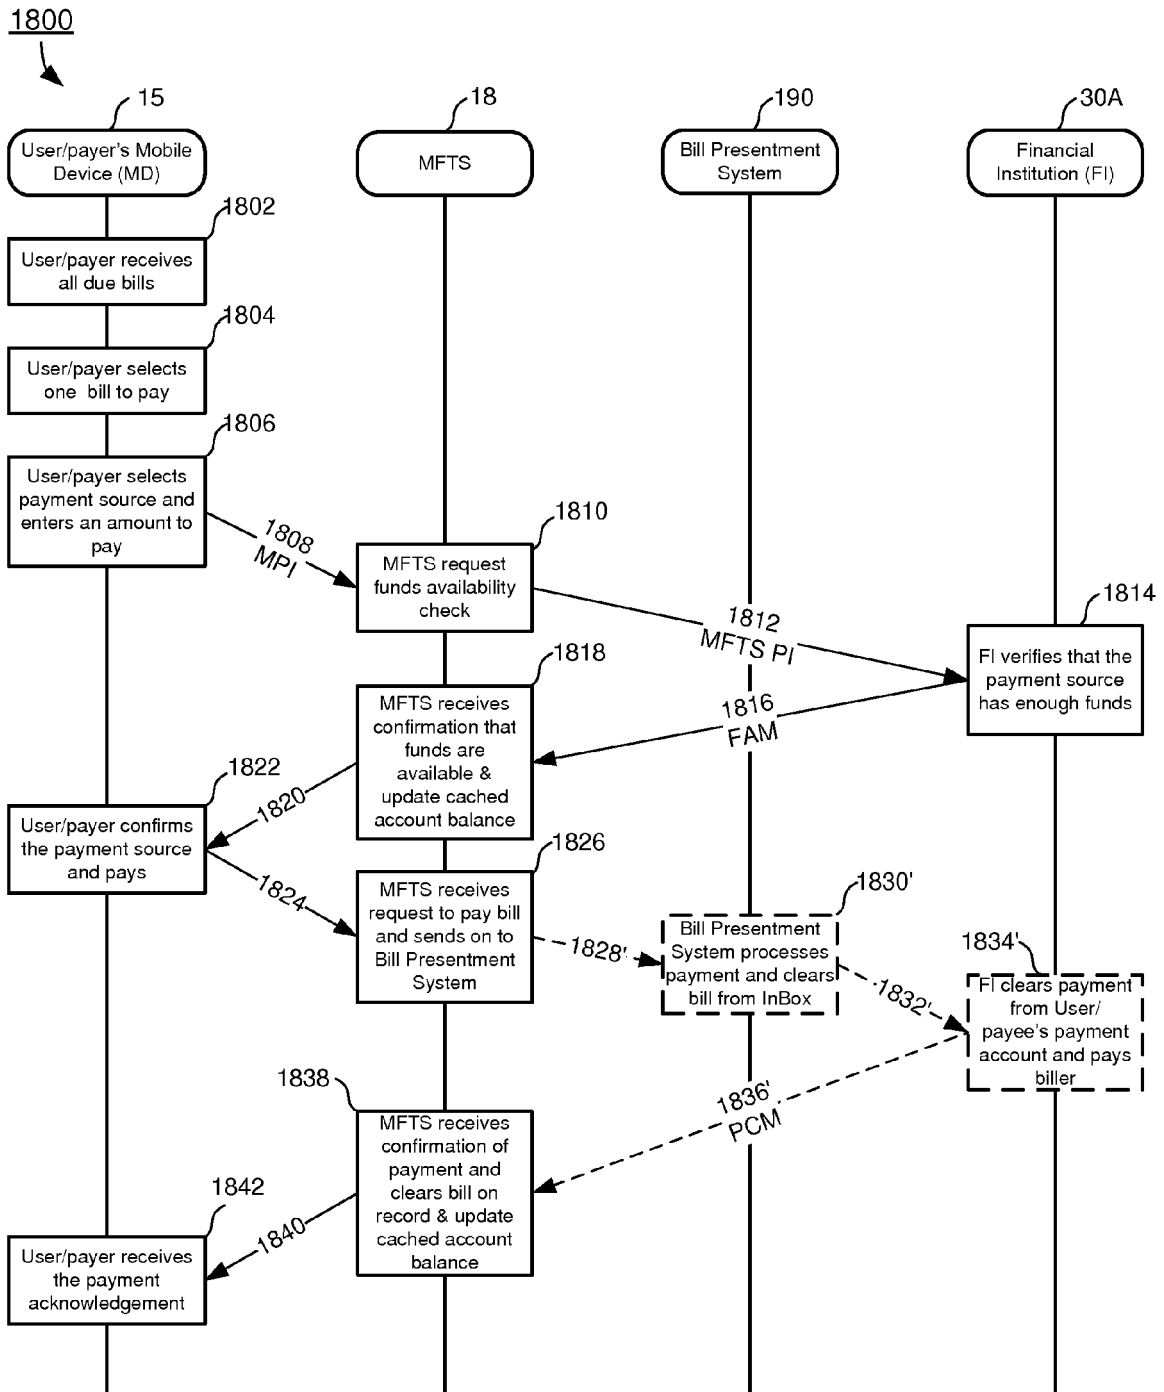 1800
15
18
190
30A
User/payer's Mobile
Device (MD)
MFTS
Bill Presentment
System
Financial
Institution (FI)
1802
User/payer receives
all due bills
1804
User/payer selects
one bill to pay
1806
User/payer selects
payment source and
enters an amount to
pay
1808
MPI
1810
MFTS request
funds availability
check
1812
MFTS PI
1814
FI verifies that the
payment source
has enough funds
1816
FAM
1818
MFTS receives
confirmation that
funds are
available &
update cached
account balance
1820
1822
User/payer confirms
the payment source
and pays
1824
1826
MFTS receives
request to pay bill
and sends on to
Bill Presentment
System
1828'
1830'
Bill Presentment
System processes
payment and clears
bill from InBox
1832'
1834'
FI clears payment
from User/
payee's payment
account and pays
biller
1836'
PCM
1838
MFTS receives
confirmation of
payment and
clears bill on
record & update
cached account
balance
1840
1842
User/payer receives
the payment
acknowledgement